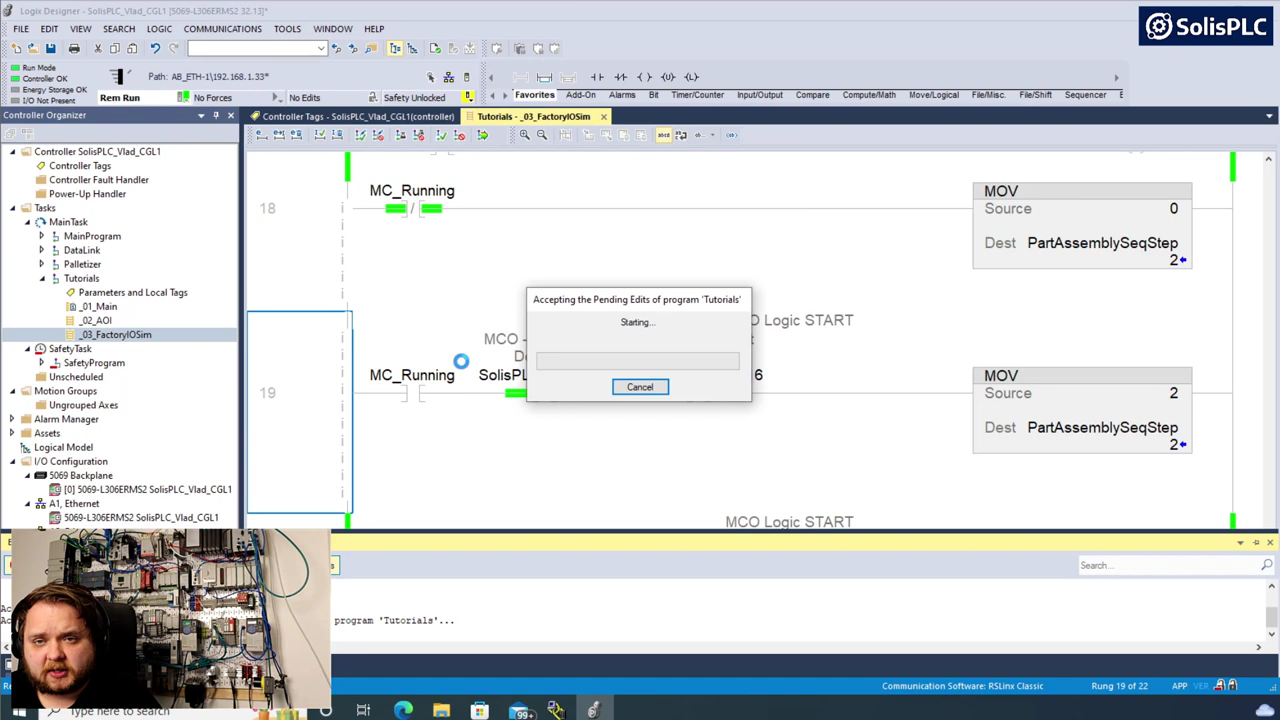 Logix Designer - SolisPLC_Vlad_CGL1 [5069-L306ERMS2 32.13]*
SolisPLC
FILE EDIT VIEW SEARCH LOGIC COMMUNICATIONS TOOLS WINDOW HELP
Run Mode
Controller OK
Energy Storage OK
I/O Not Present
Path: AB_ETH-1\192.168.1.33*
Rem Run No Forces No Edits Safety Unlocked
Favorites Add-On Alarms Bit Timer/Counter Input/Output Compare Compute/Math Move/Logical File/Misc. File/Shift Sequencer E
Controller Organizer
Controller Tags - SolisPLC_Vlad_CGL1(controller) Tutorials - _03_FactoryIOSim
Controller SolisPLC_Vlad_CGL1
Controller Tags
Controller Fault Handler
Power-Up Handler
Tasks
MainTask
MainProgram
DataLink
Palletizer
Tutorials
Parameters and Local Tags
_01_Main
_02_AOI
_03_FactoryIOSim
SafetyTask
SafetyProgram
Unscheduled
Motion Groups
Ungrouped Axes
Alarm Manager
Assets
Logical Model
I/O Configuration
5069 Backplane
[0] 5069-L306ERMS2 SolisPLC_Vlad_CGL1
A1, Ethernet
5069-L306ERMS2 SolisPLC_Vlad_CGL1
18
MC_Running
MOV
Source 0
Dest PartAssemblySeqStep
2
Accepting the Pending Edits of program 'Tutorials'
Starting...
Cancel
O Logic START
MCO -
19
MC_Running SolisPL 6
MOV
Source 2
Dest PartAssemblySeqStep
2
MCO Logic START
Search...
program 'Tutorials'...
Communication Software: RSLinx Classic Rung 19 of 22 APP VER
Type here to search
99+